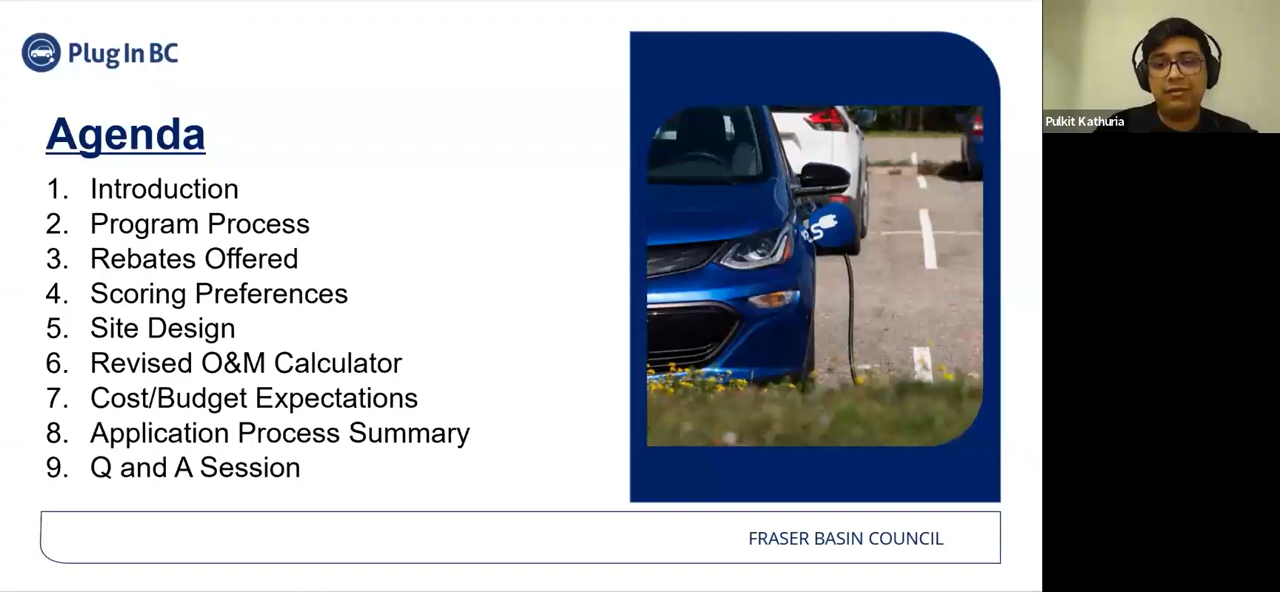 Plug In BC
Agenda
1. Introduction
2. Program Process
3. Rebates Offered
4. Scoring Preferences
5. Site Design
6. Revised O&M Calculator
7. Cost/Budget Expectations
8. Application Process Summary
9. Q and A Session
FRASER BASIN COUNCIL
Pulkit Kathuria